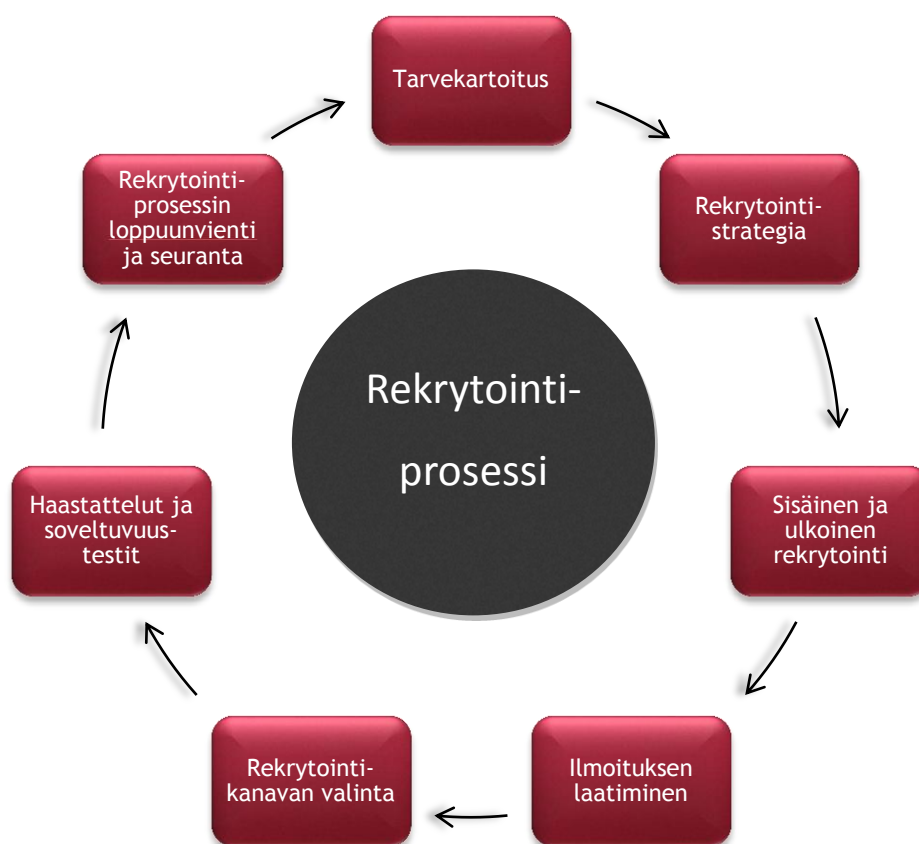 Tarvekartoitus
Rekrytointi-
strategia
Sisäinen ja
ulkoinen
rekrytointi
Ilmoituksen
laatiminen
Rekrytointi-
kanavan valinta
Haastattelut ja
soveltuvuus-
testit
Rekrytointi-
prosessin
loppuunvienti
ja seuranta
Rekrytointi-
prosessi